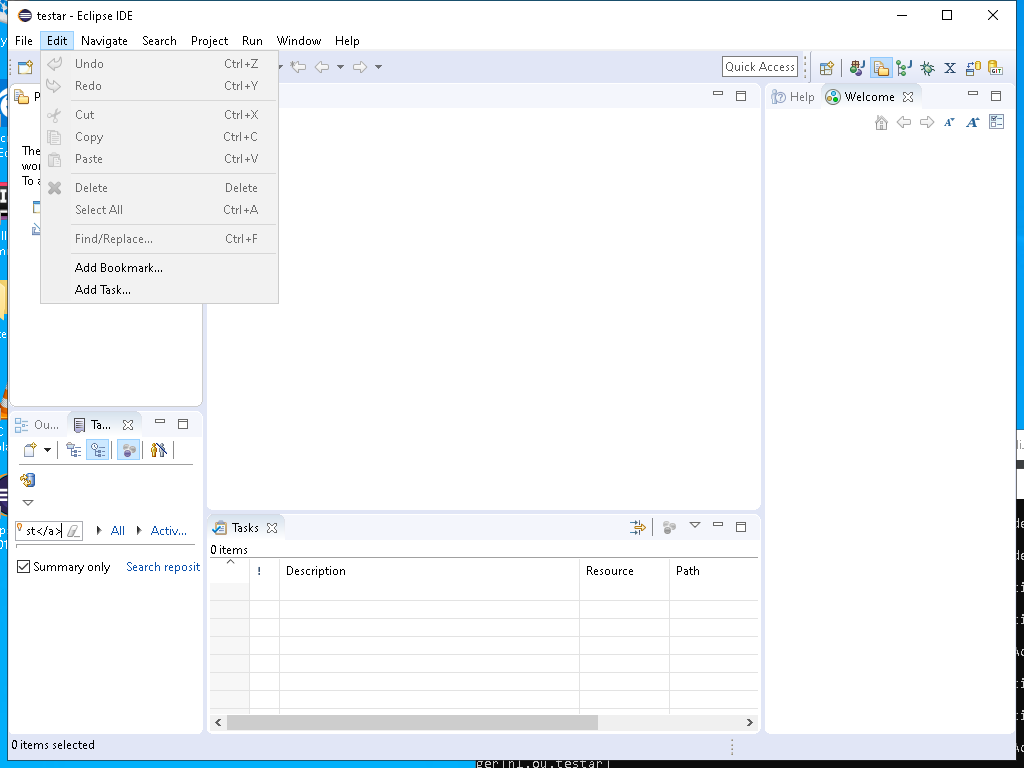 testar - Eclipse IDE
File Edit Navigate Search Project Run Window Help
Undo Ctrl+Z
Redo Ctrl+Y
Cut Ctrl+X
Copy Ctrl+C
Paste Ctrl+V
Delete Delete
Select All Ctrl+A
Find/Replace... Ctrl+F
Add Bookmark...
Add Task...
Quick Access
X
GIT
P
The
wor
To a
Help Welcome
A A
Ou... Ta...
st</a> All Activ...
Summary only Search reposit
Tasks
0 items
! Description Resource Path
0 items selected
gerini.ou.testar|